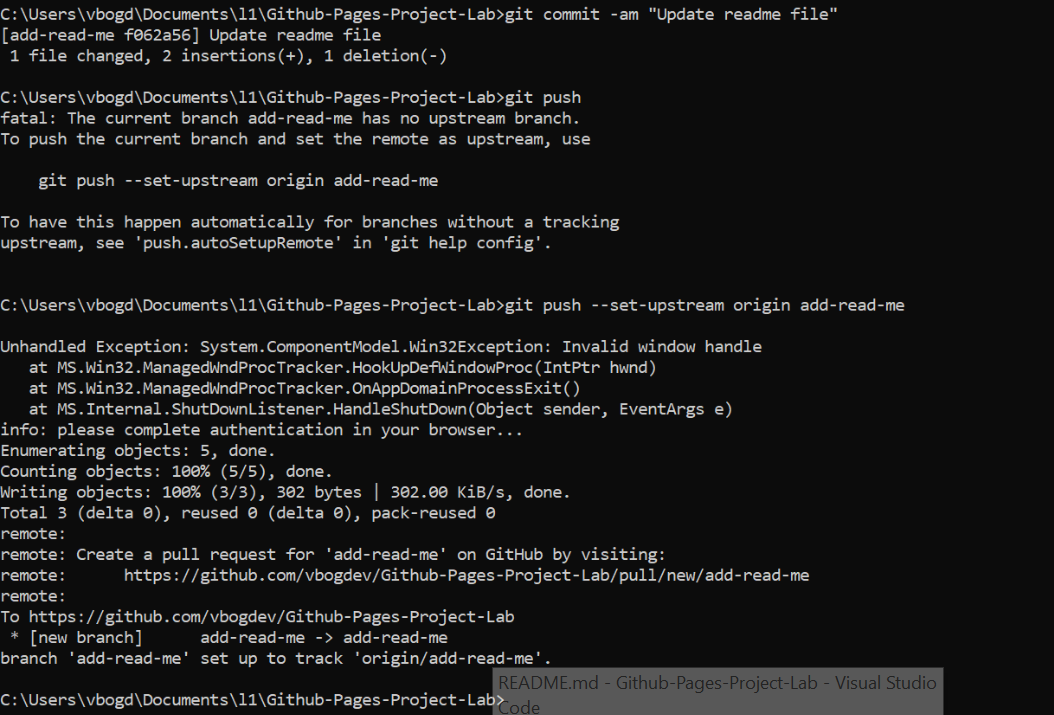 C:\Users\vbogd\Documents\l1\Github-Pages-Project-Lab>git commit -am "Update readme file"
[add-read-me f062a56] Update readme file
 1 file changed, 2 insertions(+), 1 deletion(-)

C:\Users\vbogd\Documents\l1\Github-Pages-Project-Lab>git push
fatal: The current branch add-read-me has no upstream branch.
To push the current branch and set the remote as upstream, use

    git push --set-upstream origin add-read-me

To have this happen automatically for branches without a tracking
upstream, see 'push.autoSetupRemote' in 'git help config'.

C:\Users\vbogd\Documents\l1\Github-Pages-Project-Lab>git push --set-upstream origin add-read-me

Unhandled Exception: System.ComponentModel.Win32Exception: Invalid window handle
   at MS.Win32.ManagedWndProcTracker.HookUpDefWindowProc(IntPtr hwnd)
   at MS.Win32.ManagedWndProcTracker.OnAppDomainProcessExit()
   at MS.Internal.ShutDownListener.HandleShutDown(Object sender, EventArgs e)
info: please complete authentication in your browser...
Enumerating objects: 5, done.
Counting objects: 100% (5/5), done.
Writing objects: 100% (3/3), 302 bytes | 302.00 KiB/s, done.
Total 3 (delta 0), reused 0 (delta 0), pack-reused 0
remote:
remote: Create a pull request for 'add-read-me' on GitHub by visiting:
remote:      https://github.com/vbogdev/Github-Pages-Project-Lab/pull/new/add-read-me
remote:
To https://github.com/vbogdev/Github-Pages-Project-Lab
 * [new branch]      add-read-me -> add-read-me
branch 'add-read-me' set up to track 'origin/add-read-me'.

C:\Users\vbogd\Documents\l1\Github-Pages-Project-Lab>
README.md - Github-Pages-Project-Lab - Visual Studio
Code